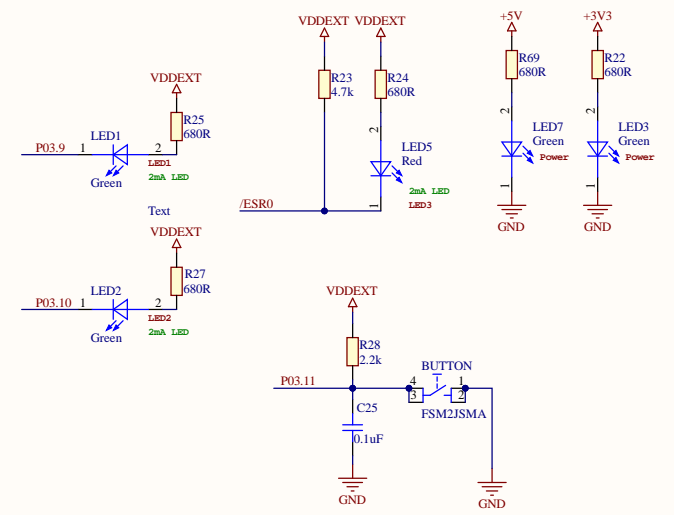 VDDEXT VDDEXT
+5V
+3V3
R23
4.7k
R24
680R
R69
680R
R22
680R
VDDEXT
R25
680R
LED1
P03.9
1
2
LED1
2mA LED
Green
2
LED5
Red
2mA LED
LED3
1
/ESR0
2
LED7
Green
Power
1
GND
2
LED3
Green
Power
1
GND
Text
VDDEXT
R27
680R
LED2
P03.10
1
2
LED2
2mA LED
Green
VDDEXT
R28
2.2k
P03.11
BUTTON
4
3
1
2
FSM2JSMA
C25
0.1uF
GND
GND